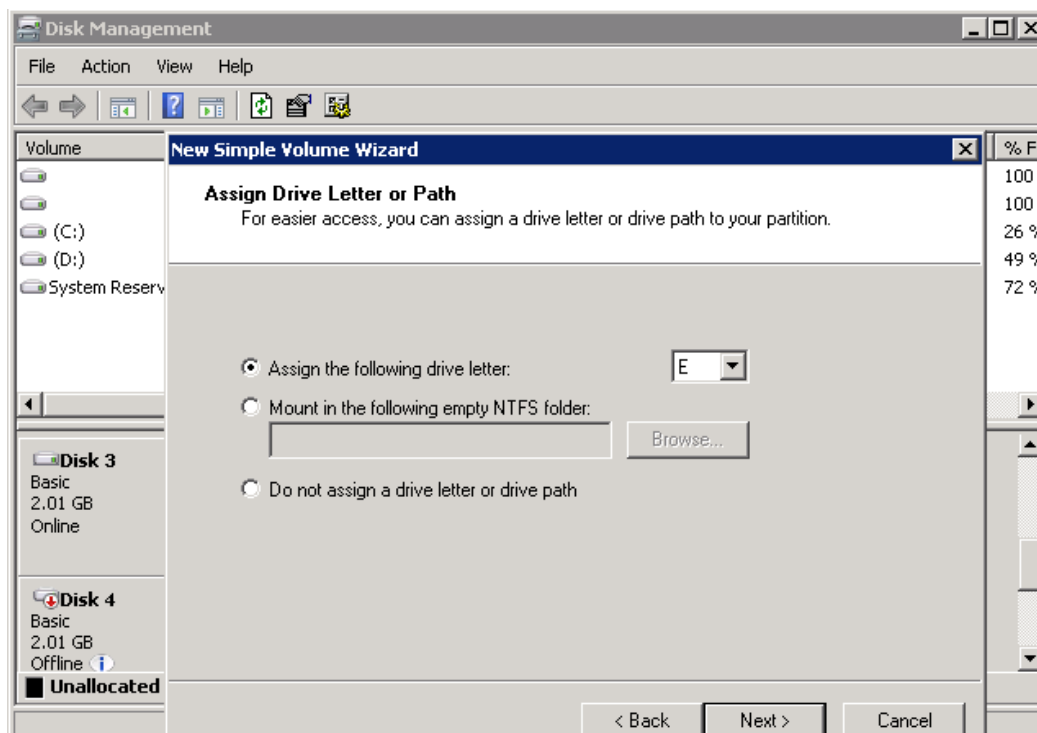 Disk Management
File Action View Help
Volume
New Simple Volume Wizard
% F
Assign Drive Letter or Path
For easier access, you can assign a drive letter or drive path to your partition.
100
100
(C:)
26 %
(D:)
49 %
System Reserv
72 %
Assign the following drive letter:
E
Mount in the following empty NTFS folder:
Browse...
Do not assign a drive letter or drive path
Disk 3
Basic
2.01 GB
Online
Disk 4
Basic
2.01 GB
Offline
Unallocated
< Back Next > Cancel